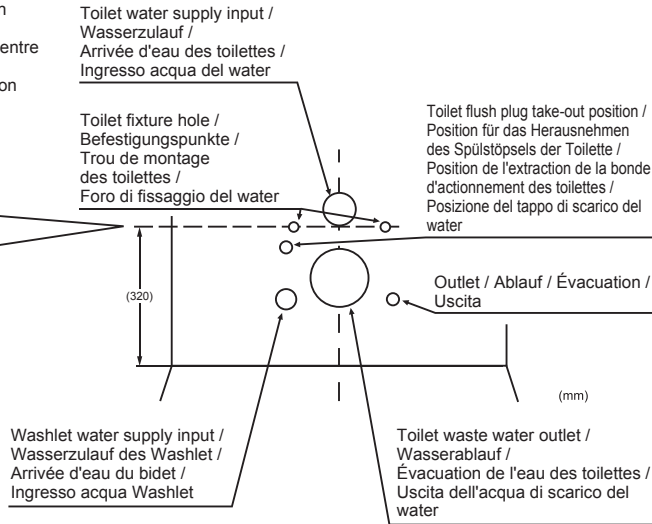 n
entre
on
Toilet water supply input /
Wasserzulauf /
Arrivée d'eau des toilettes /
Ingresso acqua del water
Toilet fixture hole /
Befestigungspunkte /
Trou de montage
des toilettes /
Foro di fissaggio del water
Toilet flush plug take-out position /
Position für das Herausnehmen
des Spülstöpsels der Toilette /
Position de l'extraction de la bonde
d'actionnement des toilettes /
Posizione del tappo di scarico del
water
(320)
Outlet / Ablauf / Évacuation /
Uscita
(mm)
Washlet water supply input /
Wasserzulauf des Washlet /
Arrivée d'eau du bidet /
Ingresso acqua Washlet
Toilet waste water outlet /
Wasserablauf /
Évacuation de l'eau des toilettes /
Uscita dell'acqua di scarico del
water